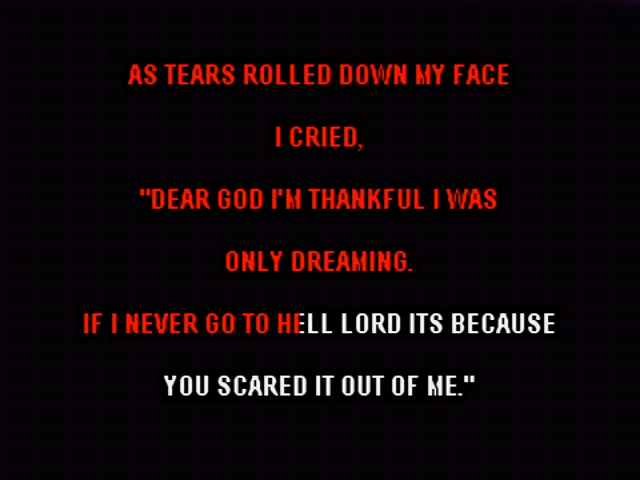 AS TEARS ROLLED DOWN MY FACE
I CRIED,
"DEAR GOD I'M THANKFUL I WAS
ONLY DREAMING.
IF I NEVER GO TO HELL LORD ITS BECAUSE
YOU SCARED IT OUT OF ME."